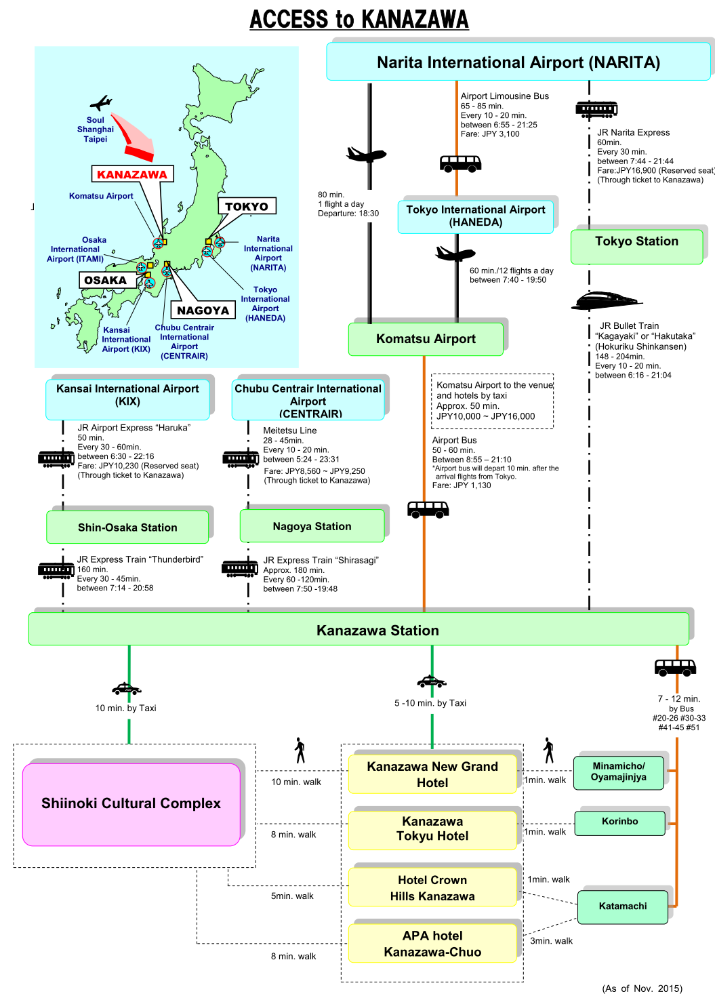 ACCESS to KANAZAWA
Narita International Airport (NARITA)
Soul
Shanghai
Taipei
KANAZAWA
Komatsu Airport
TOKYO
Osaka
International
Airport (ITAMI)
Narita
International
Airport
(NARITA)
OSAKA
NAGOYA
Tokyo
International
Airport
(HANEDA)
Kansai
International
Airport (KIX)
Chubu Centrair
International
Airport
(CENTRAIR)
Airport Limousine Bus
65 - 85 min.
Every 10 - 20 min.
between 6:55 - 21:25
Fare: JPY 3,100
JR Narita Express
60min.
Every 30 min.
between 7:44 - 21:44
Fare:JPY16,900 (Reserved seat)
(Through ticket to Kanazawa)
80 min.
1 flight a day
Departure: 18:30
Tokyo International Airport
(HANEDA)
Tokyo Station
60 min./12 flights a day
between 7:40 - 19:50
JR Bullet Train
“Kagayaki” or “Hakutaka”
(Hokuriku Shinkansen)
148 - 204min.
Every 10 - 20 min.
between 6:16 - 21:04
Komatsu Airport
Komatsu Airport to the venue
and hotels by taxi
Approx. 50 min.
JPY10,000 ~ JPY16,000
Airport Bus
50 - 60 min.
Between 8:55 – 21:10
*Airport bus will depart 10 min. after the
arrival flights from Tokyo.
Fare: JPY 1,130
Kansai International Airport
(KIX)
JR Airport Express “Haruka”
50 min.
Every 30 - 60min.
between 6:30 - 22:16
Fare: JPY10,230 (Reserved seat)
(Through ticket to Kanazawa)
Chubu Centrair International
Airport
(CENTRAIR)
Meitetsu Line
28 - 45min.
Every 10 - 20 min.
between 5:24 - 23:31
Fare: JPY8,560 ~ JPY9,250
(Through ticket to Kanazawa)
Shin-Osaka Station
Nagoya Station
JR Express Train “Thunderbird”
160 min.
Every 30 - 45min.
between 7:14 - 20:58
JR Express Train “Shirasagi”
Approx. 180 min.
Every 60 -120min.
between 7:50 -19:48
Kanazawa Station
10 min. by Taxi
5 -10 min. by Taxi
7 - 12 min.
by Bus
#20-26 #30-33
#41-45 #51
Shiinoki Cultural Complex
10 min. walk
Kanazawa New Grand
Hotel
1min. walk
Minamicho/
Oyamajinjya
8 min. walk
Kanazawa
Tokyu Hotel
1min. walk
Korinbo
5min. walk
Hotel Crown
Hills Kanazawa
1min. walk
Katamachi
8 min. walk
APA hotel
Kanazawa-Chuo
3min. walk
(As of Nov. 2015)